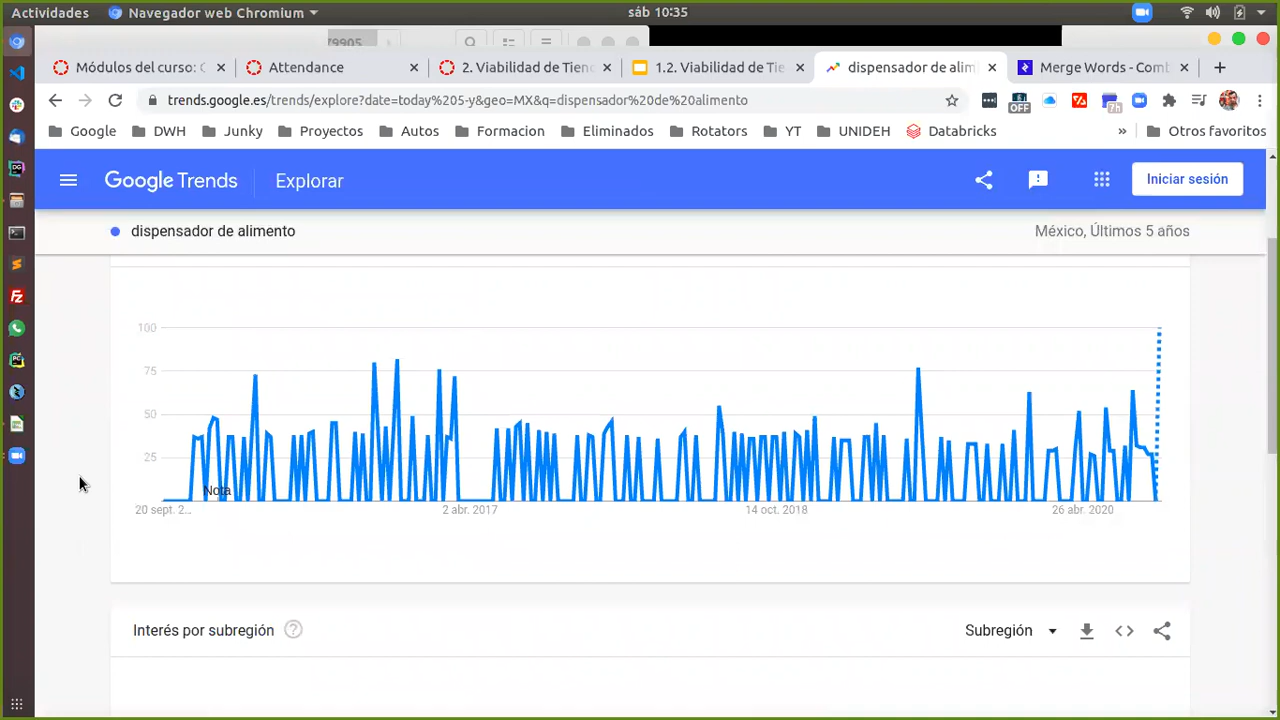 Actividades
Navegador web Chromium
sáb 10:35
79905
Módulos del curso: C
Attendance
2. Viabilidad de Tien
1.2. Viabilidad de Tie
dispensador de alim
Merge Words - Comb
trends.google.es/trends/explore?date=today%205-y&geo=MX&q=dispensador%20de%20alimento
OFF
7h
Google
DWH
Junky
Proyectos
Autos
Formacion
Eliminados
Rotators
YT
UNIDEH
Databricks
»
Otros favoritos
Google Trends
Explorar
Iniciar sesión
dispensador de alimento
México, Últimos 5 años
100
75
50
25
Nota
20 sept. 2...
2 abr. 2017
14 oct. 2018
26 abr. 2020
Interés por subregión
Subregión